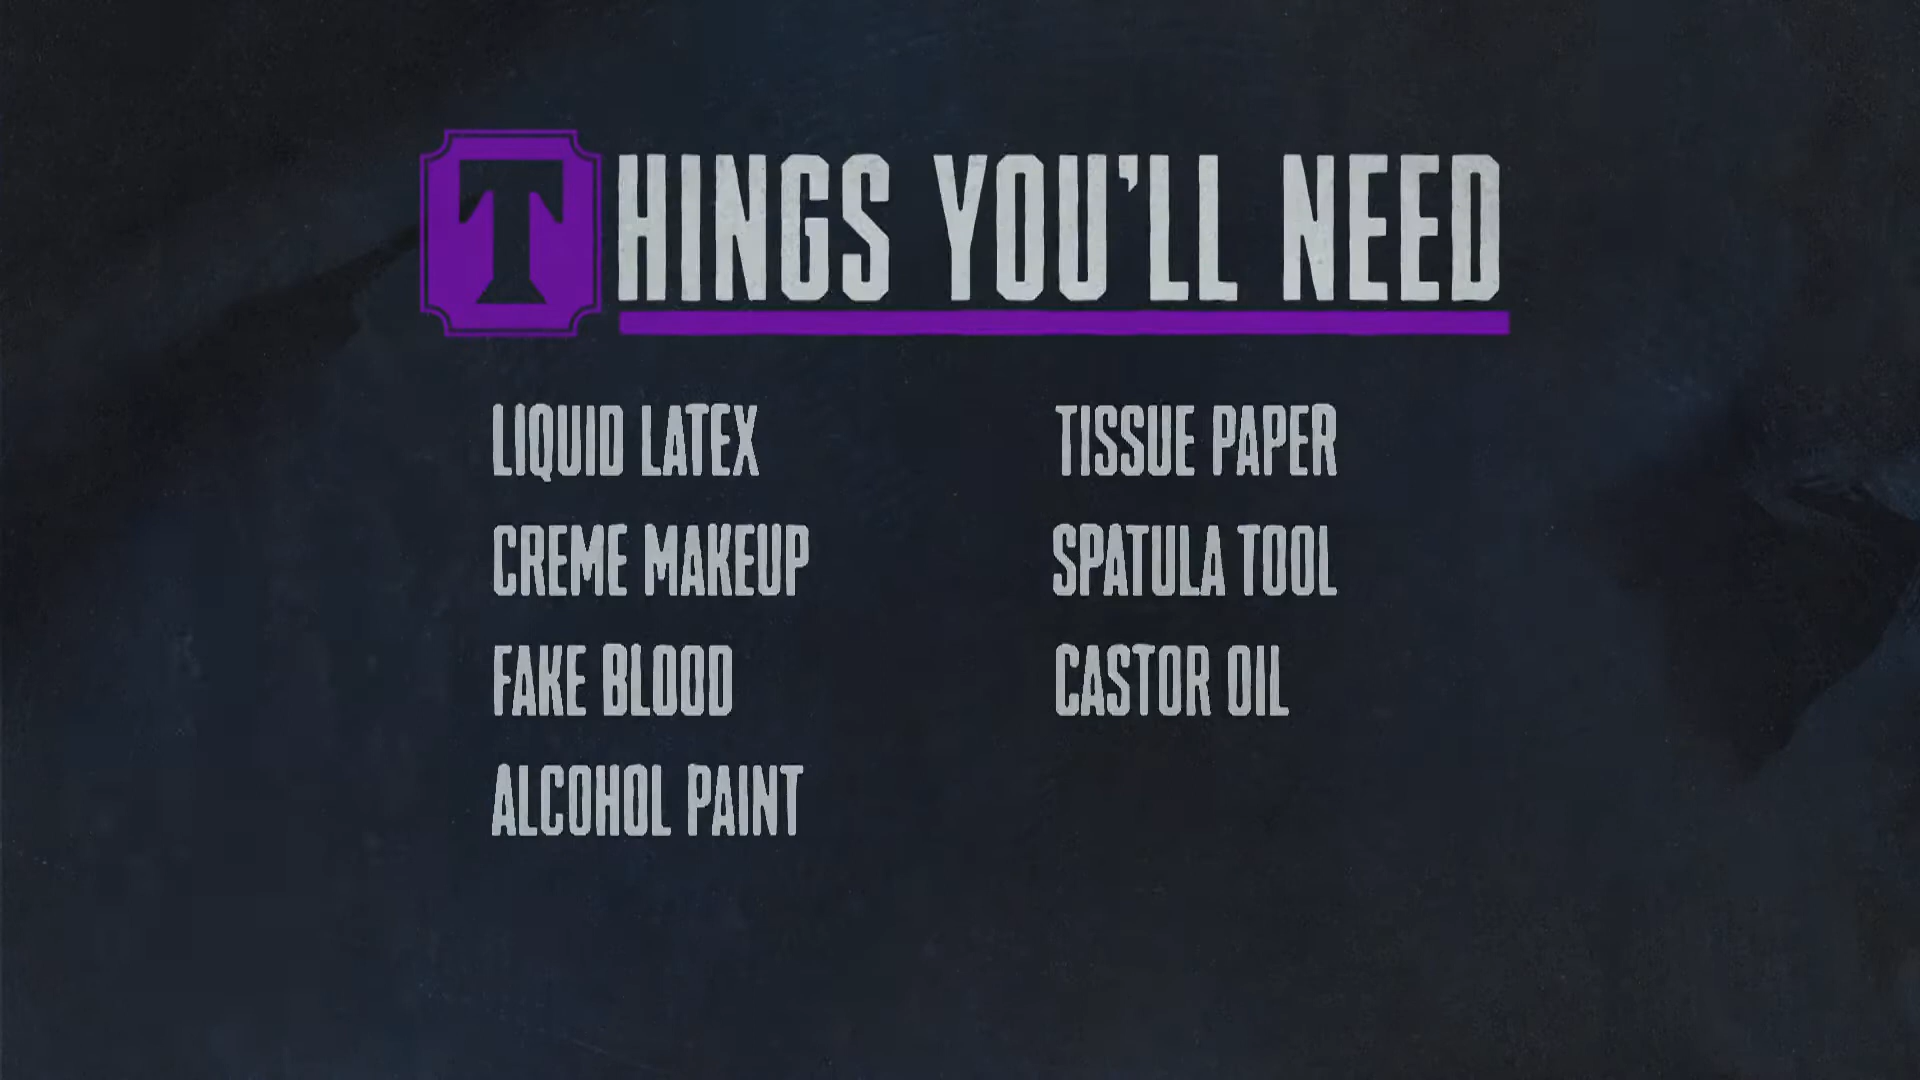 THINGS YOU'LL NEED
LIQUID LATEX
CREME MAKEUP
FAKE BLOOD
ALCOHOL PAINT
TISSUE PAPER
SPATULA TOOL
CASTOR OIL